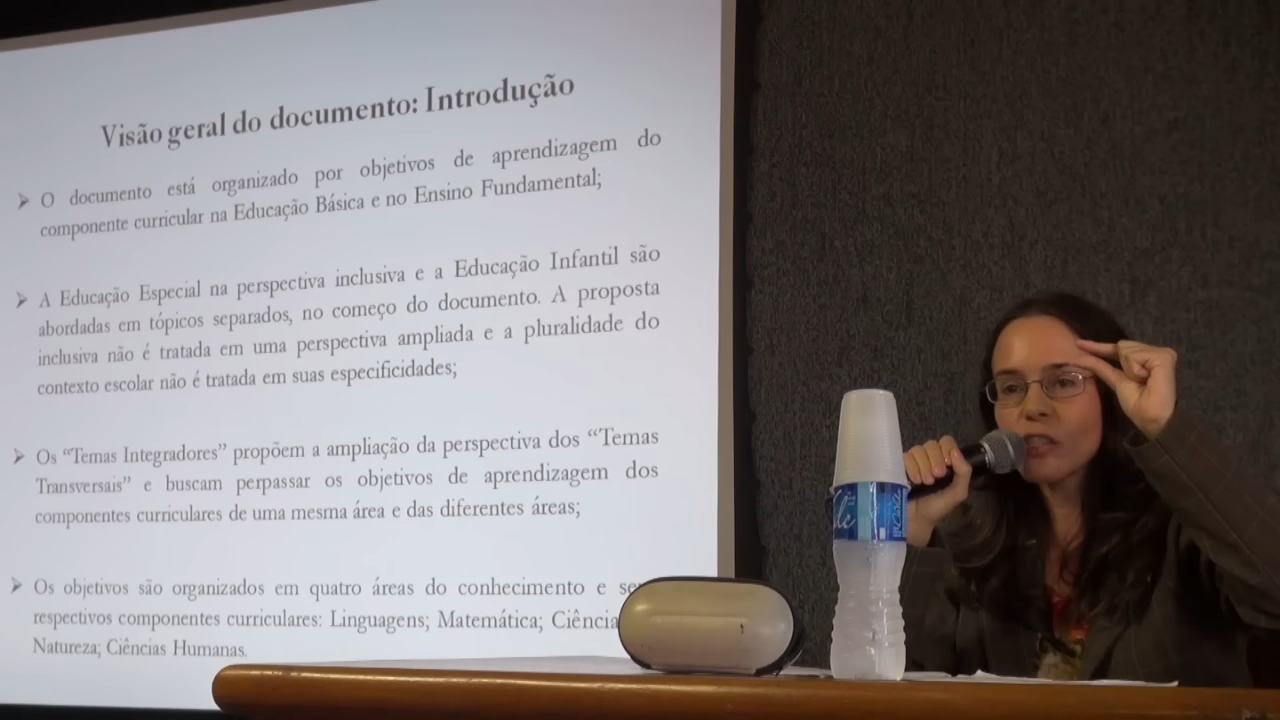 Visão geral do documento: Introdução
O documento está organizado por objetivos de aprendizagem do
componente curricular na Educação Básica e no Ensino Fundamental;
A Educação Especial na perspectiva inclusiva e a Educação Infantil são
abordadas em tópicos separados, no começo do documento. A proposta
inclusiva não é tratada em uma perspectiva ampliada e a pluralidade do
contexto escolar não é tratada em suas especificidades;
Os “Temas Integradores” propõem a ampliação da perspectiva dos “Temas
Transversais” e buscam perpassar os objetivos de aprendizagem dos
componentes curriculares de uma mesma área e das diferentes áreas;
Os objetivos são organizados em quatro áreas do conhecimento e
respectivos componentes curriculares: Linguagens; Matemática;
Natureza; Ciências Humanas.